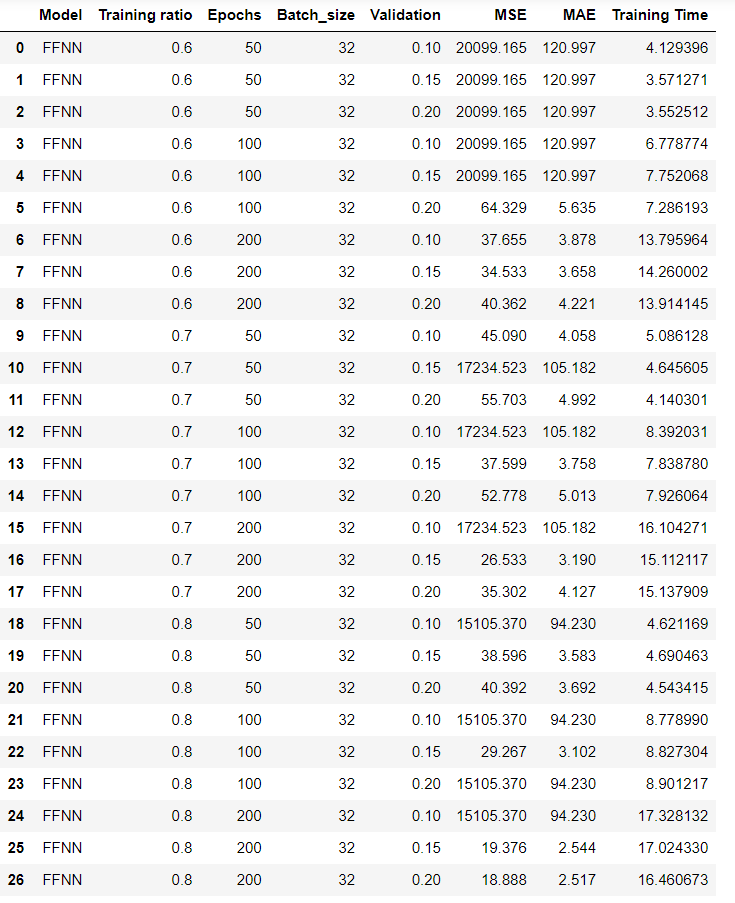 Model Training ratio Epochs Batch_size Validation MSE MAE Training Time
0 FFNN 0.6 50 32 0.10 20099.165 120.997 4.129396
1 FFNN 0.6 50 32 0.15 20099.165 120.997 3.571271
2 FFNN 0.6 50 32 0.20 20099.165 120.997 3.552512
3 FFNN 0.6 100 32 0.10 20099.165 120.997 6.778774
4 FFNN 0.6 100 32 0.15 20099.165 120.997 7.752068
5 FFNN 0.6 100 32 0.20 64.329 5.635 7.286193
6 FFNN 0.6 200 32 0.10 37.655 3.878 13.795964
7 FFNN 0.6 200 32 0.15 34.533 3.658 14.260002
8 FFNN 0.6 200 32 0.20 40.362 4.221 13.914145
9 FFNN 0.7 50 32 0.10 45.090 4.058 5.086128
10 FFNN 0.7 50 32 0.15 17234.523 105.182 4.645605
11 FFNN 0.7 50 32 0.20 55.703 4.992 4.140301
12 FFNN 0.7 100 32 0.10 17234.523 105.182 8.392031
13 FFNN 0.7 100 32 0.15 37.599 3.758 7.838780
14 FFNN 0.7 100 32 0.20 52.778 5.013 7.926064
15 FFNN 0.7 200 32 0.10 17234.523 105.182 16.104271
16 FFNN 0.7 200 32 0.15 26.533 3.190 15.112117
17 FFNN 0.7 200 32 0.20 35.302 4.127 15.137909
18 FFNN 0.8 50 32 0.10 15105.370 94.230 4.621169
19 FFNN 0.8 50 32 0.15 38.596 3.583 4.690463
20 FFNN 0.8 50 32 0.20 40.392 3.692 4.543415
21 FFNN 0.8 100 32 0.10 15105.370 94.230 8.778990
22 FFNN 0.8 100 32 0.15 29.267 3.102 8.827304
23 FFNN 0.8 100 32 0.20 15105.370 94.230 8.901217
24 FFNN 0.8 200 32 0.10 15105.370 94.230 17.328132
25 FFNN 0.8 200 32 0.15 19.376 2.544 17.024330
26 FFNN 0.8 200 32 0.20 18.888 2.517 16.460673